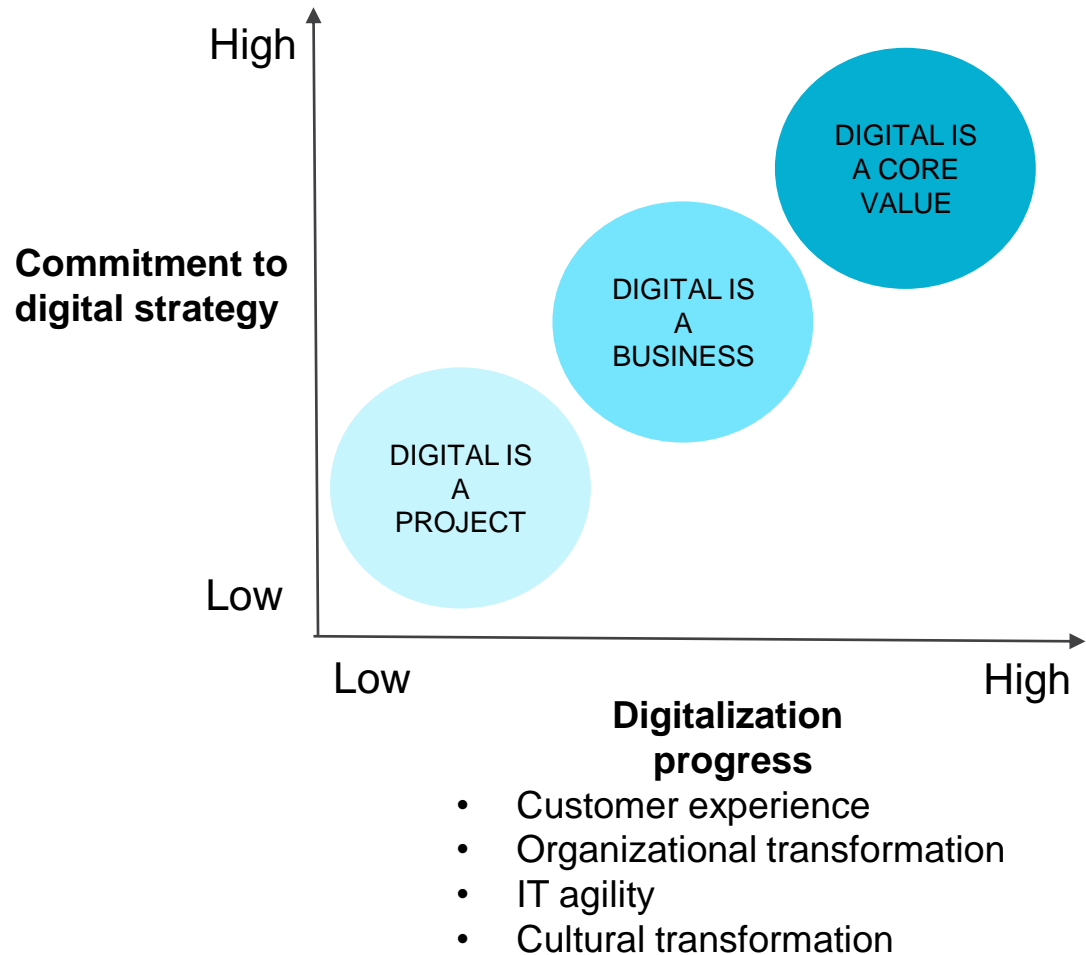 High
DIGITAL IS
A CORE
VALUE
Commitment to
digital strategy
DIGITAL IS
A
BUSINESS
DIGITAL IS
A
PROJECT
Low
Low
High
Digitalization
progress
• Customer experience
• Organizational transformation
• IT agility
• Cultural transformation